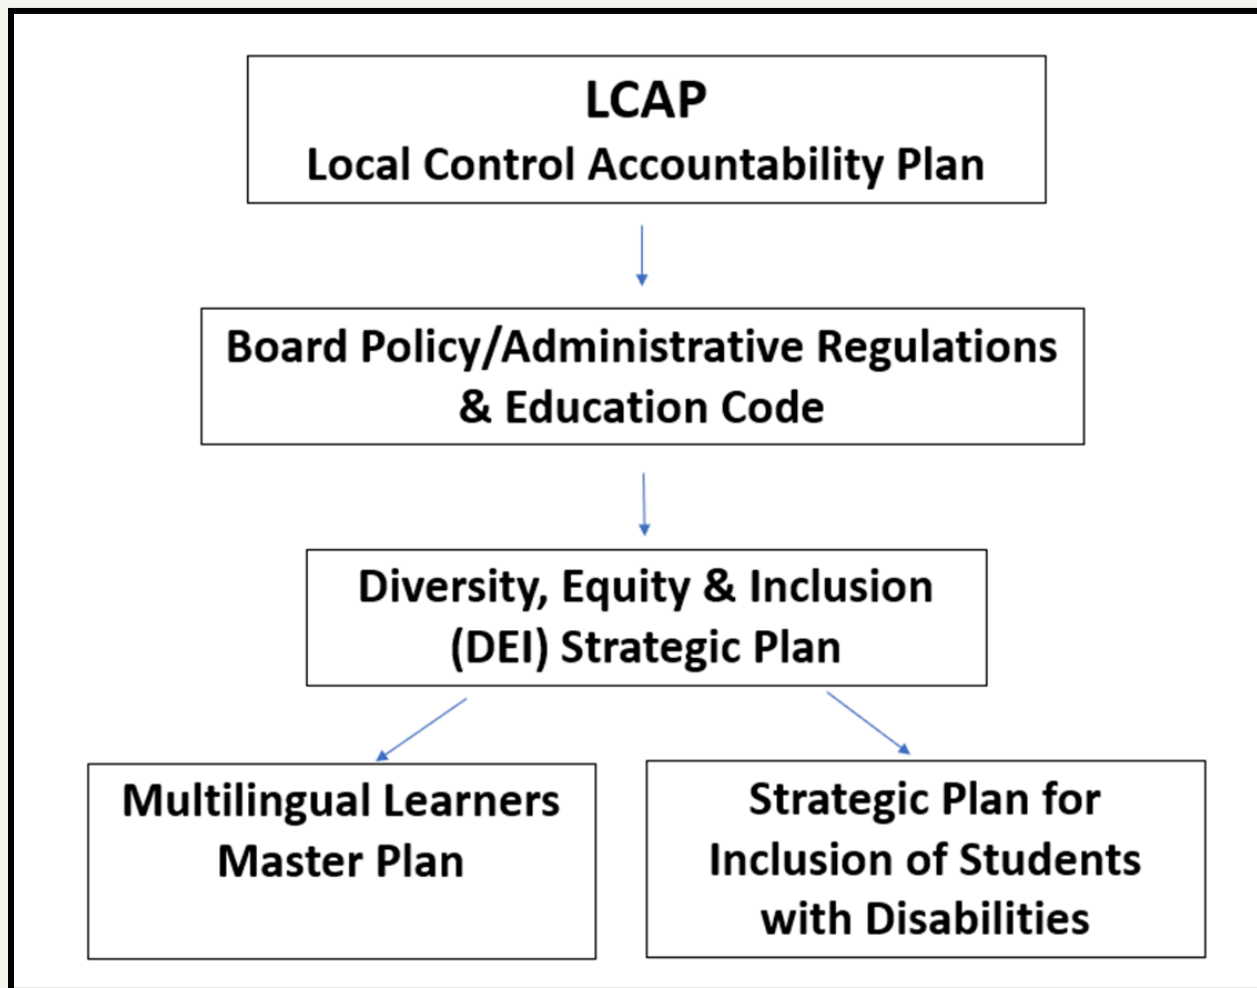 LCAP
Local Control Accountability Plan
Board Policy/Administrative Regulations
& Education Code
Diversity, Equity & Inclusion
(DEI) Strategic Plan
Multilingual Learners
Master Plan
Strategic Plan for
Inclusion of Students
with Disabilities